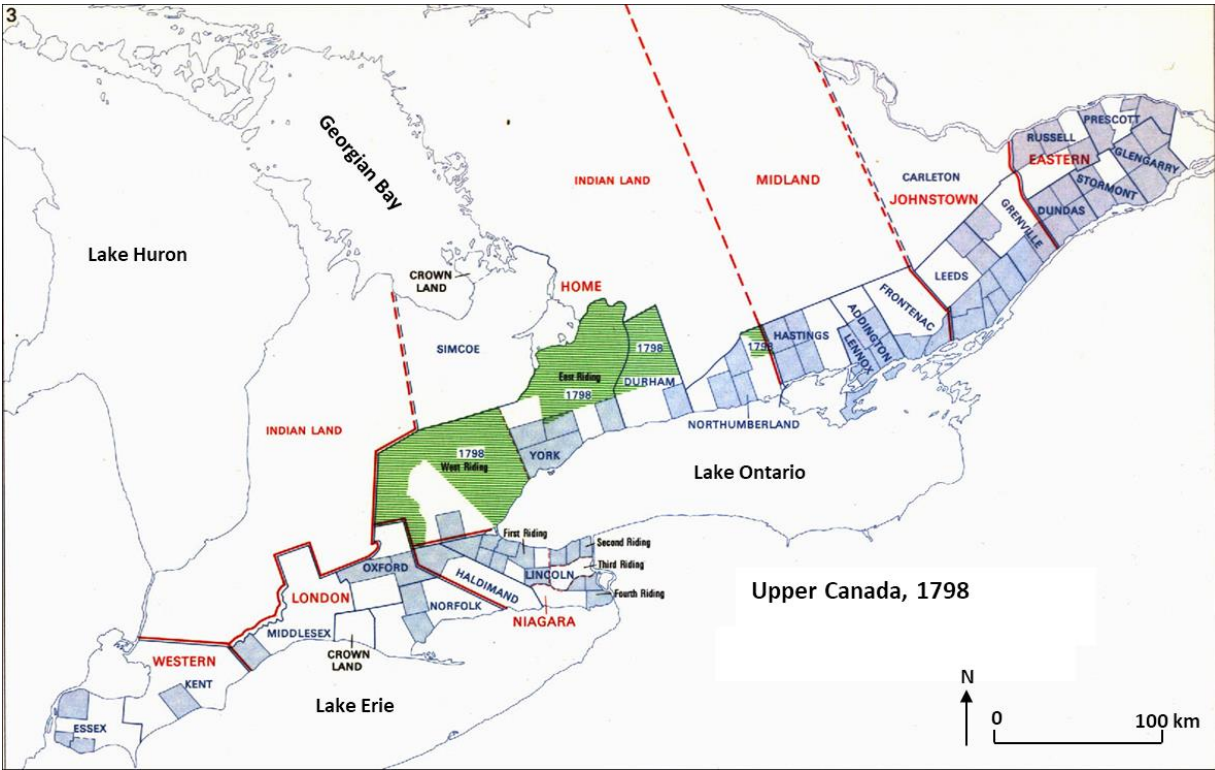 3
Georgian Bay
Lake Huron
INDIAN LAND
MIDLAND
CARLETON
JOHNSTOWN
RUSSELL
PRESCOTT
EASTERN
GLENGARRY
STORMONT
DUNDAS
GRENVILLE
LEEDS
CROWN
LAND
HOME
SIMCOE
FRONTENAC
ADDINGTON
LENNOX
HASTINGS
1798
1798
DURHAM
East Riding
1798
NORTHUMBERLAND
INDIAN LAND
1798
West Riding
YORK
Lake Ontario
First Riding
Second Riding
Third Riding
Fourth Riding
LINCOLN
HALDIMAND
NIAGARA
OXFORD
NORFOLK
LONDON
MIDDLESEX
CROWN
LAND
WESTERN
KENT
ESSEX
Lake Erie
Upper Canada, 1798
N
0
100 km